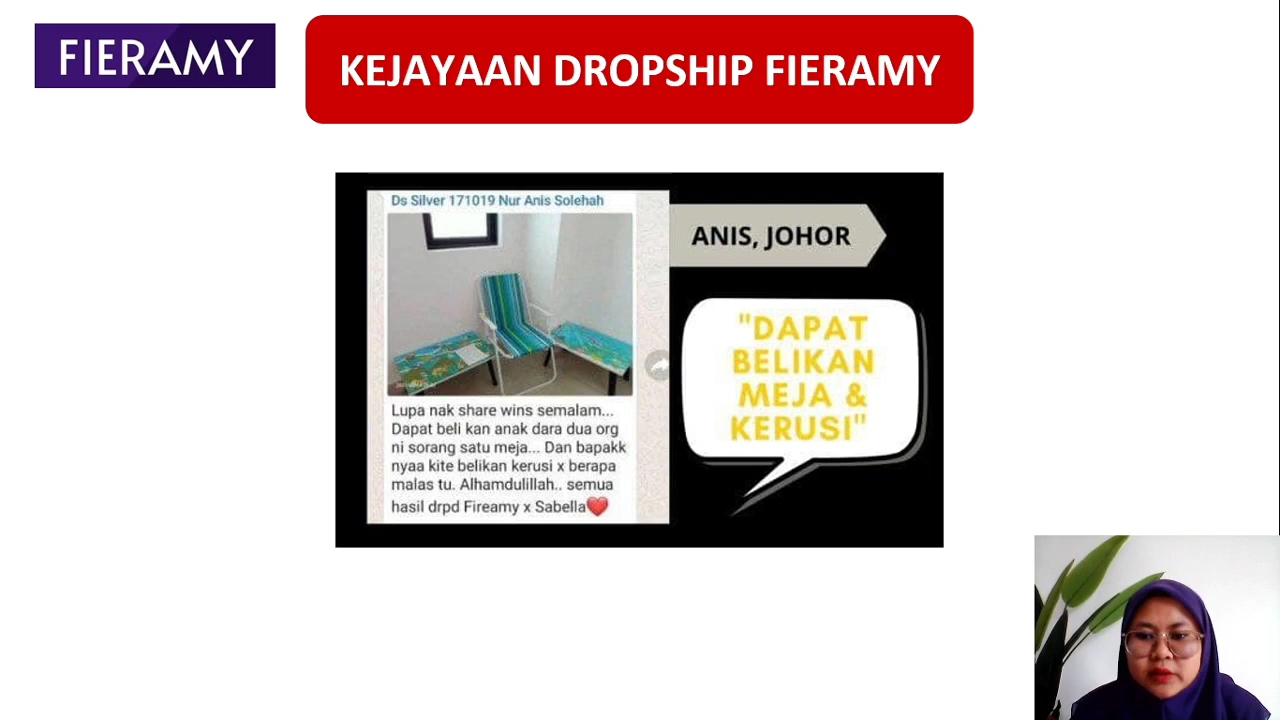 FIERAMY
KEJAYAAN DROPSHIP FIERAMY
Ds Silver 171019 Nur Anis Solehah
Lupa nak share wins semalam...
Dapat beli kan anak dara dua org
ni sorang satu meja... Dan bapakk
nyaa kite belikan kerusi x berapa
malas tu. Alhamdulillah.. semua
hasil drpd Fireamy x Sabella❤️
ANIS, JOHOR
"DAPAT
BELIKAN
MEJA &
KERUSI"